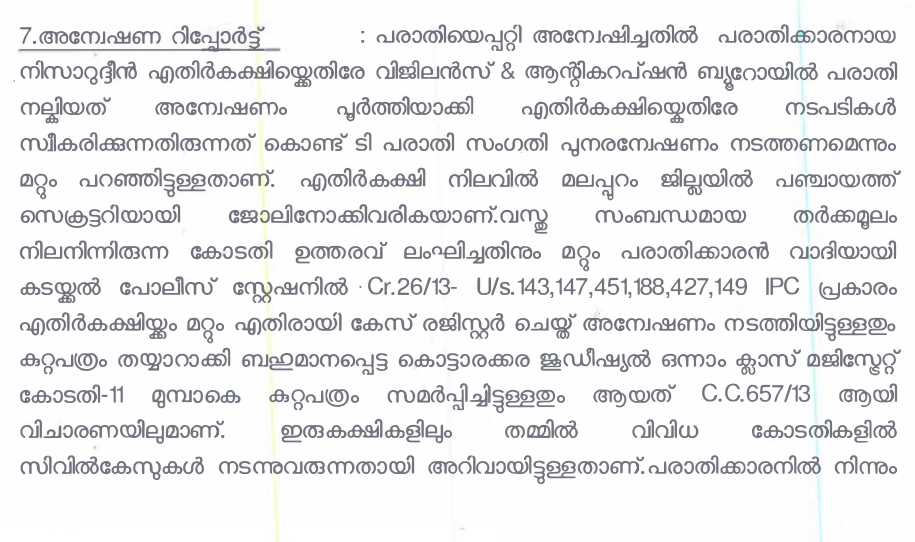 7.അന്വേഷണ റിപ്പോർട്ട് : പരാതിയെപ്പറ്റി അന്വേഷിച്ചതിൽ പരാതിക്കാരനായ
നിസാറുദ്ദീൻ എതിർകക്ഷിയ്ക്കെതിരേ വിജിലൻസ് & ആന്റികറപ്ഷൻ ബ്യൂറോയിൽ പരാതി
നല്കിയത് അന്വേഷണം പൂർത്തിയാക്കി എതിർകക്ഷിയ്ക്കെതിരേ നടപടികൾ
സ്വീകരിക്കുന്നതിരുന്നത് കൊണ്ട് ടി പരാതി സംഗതി പുനരന്വേഷണം നടത്തണമെന്നും
മറ്റും പറഞ്ഞിട്ടുള്ളതാണ്. എതിർകക്ഷി നിലവിൽ മലപ്പുറം ജില്ലയിൽ പഞ്ചായത്ത്
സെക്രട്ടറിയായി ജോലിനോക്കിവരികയാണ്.വസ്തു സംബന്ധമായ തർക്കമൂലം
നിലനിന്നിരുന്ന കോടതി ഉത്തരവ് ലംഘിച്ചതിനും മറ്റും പരാതിക്കാരൻ വാദിയായി
കടയ്ക്കൽ പോലീസ് സ്റ്റേഷനിൽ Cr.26/13- U/s.143,147,451,188,427,149 IPC പ്രകാരം
എതിർകക്ഷിയ്ക്കും മറ്റും എതിരായി കേസ് രജിസ്റ്റർ ചെയ്ത് അന്വേഷണം നടത്തിയിട്ടുള്ളതും
കുറ്റപത്രം തയ്യാറാക്കി ബഹുമാനപ്പെട്ട കൊട്ടാരക്കര ജൂഡീഷ്യൽ ഒന്നാം ക്ലാസ് മജിസ്ട്രേറ്റ്
കോടതി-11 മുമ്പാകെ കുറ്റപത്രം സമർപ്പിച്ചിട്ടുള്ളതും ആയത് C.C.657/13 ആയി
വിചാരണയിലുമാണ്. ഇരുകക്ഷികളിലും തമ്മിൽ വിവിധ കോടതികളിൽ
സിവിൽകേസുകൾ നടന്നുവരുന്നതായി അറിവായിട്ടുള്ളതാണ്.പരാതിക്കാരനിൽ നിന്നും